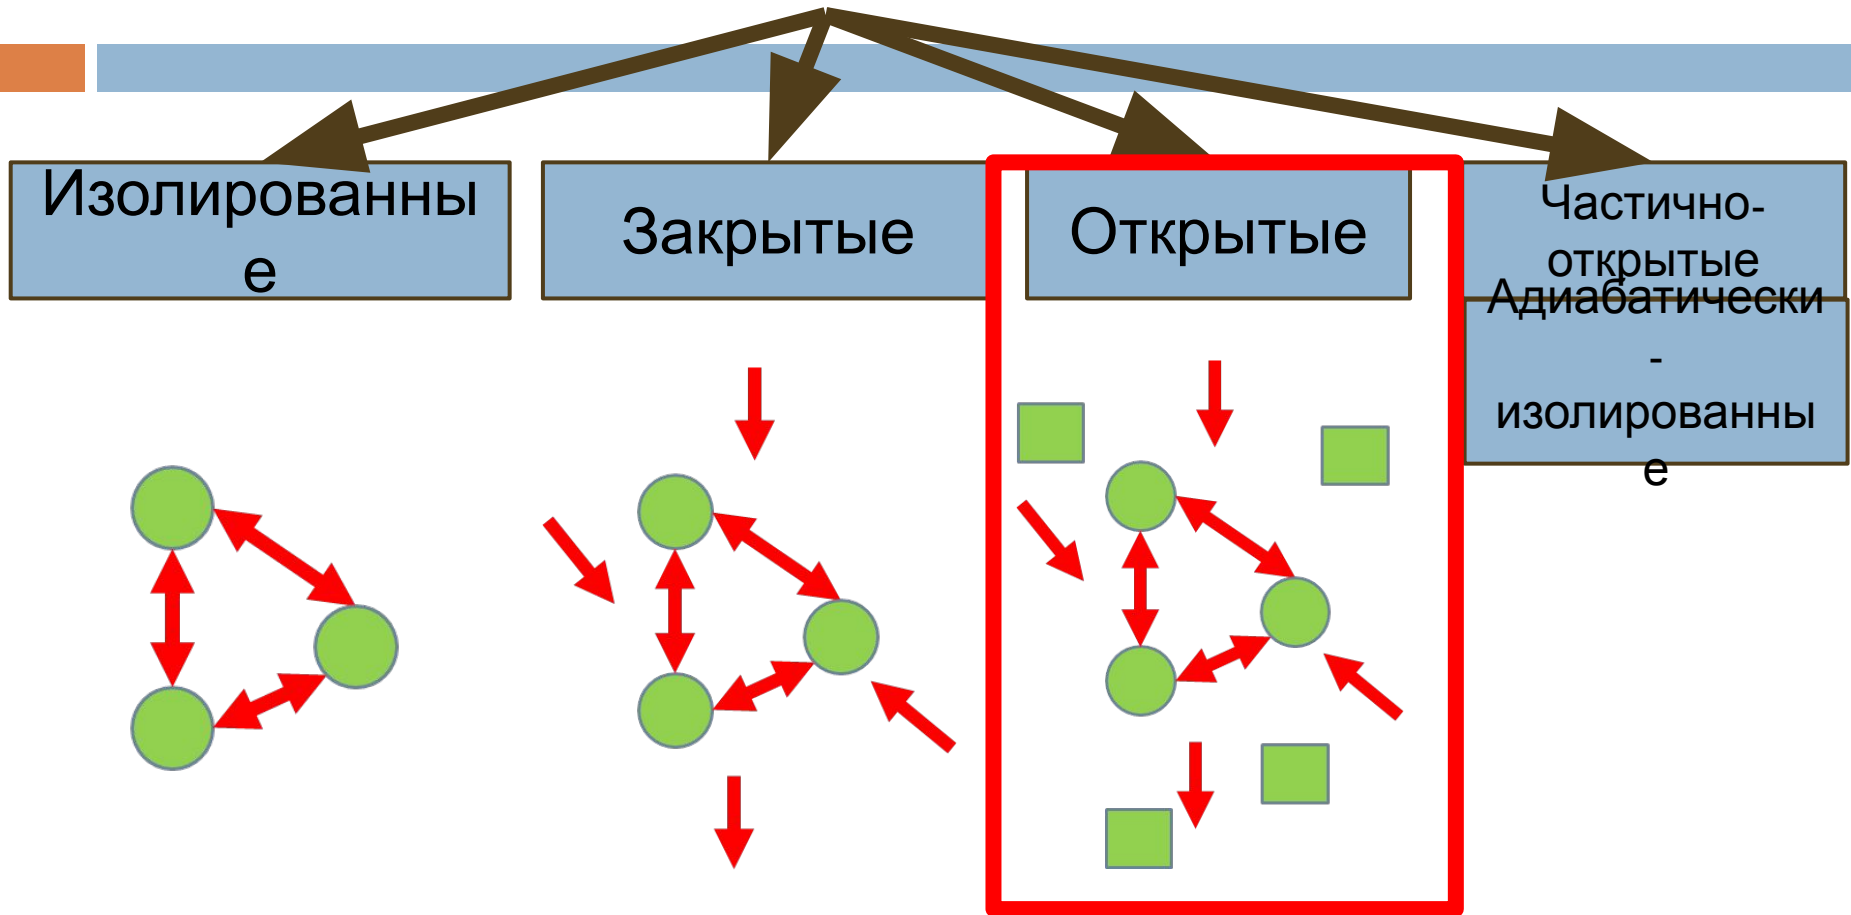 Изолированны
е
Закрытые
Открытые
Частично-
открытые
Адиабатически
-
изолированны
е